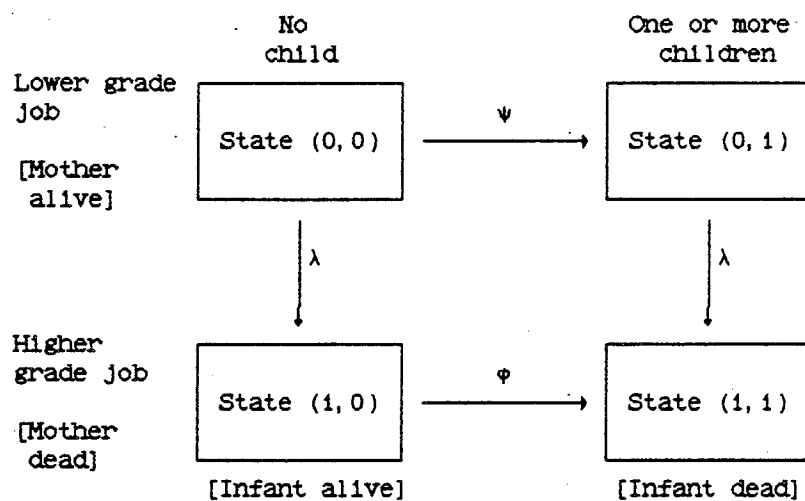 No
child
One or more
children
Lower grade
job
[Mother
alive]
State (0,0)
ψ
State (0,1)
λ
λ
Higher
grade job
[Mother
dead]
State (1,0)
φ
State (1,1)
[Infant alive]
[Infant dead]